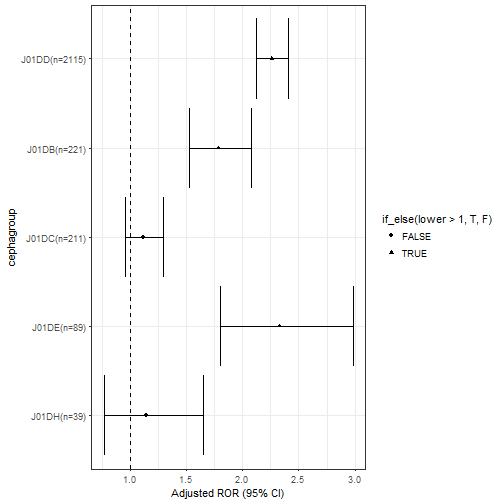 J01DD(n=2115)
J01DB(n=221)
J01DC(n=211)
J01DE(n=89)
J01DH(n=39)
cephagroup
1.0 1.5 2.0 2.5 3.0
Adjusted ROR (95% CI)
if_else(lower > 1, T, F)
FALSE
TRUE